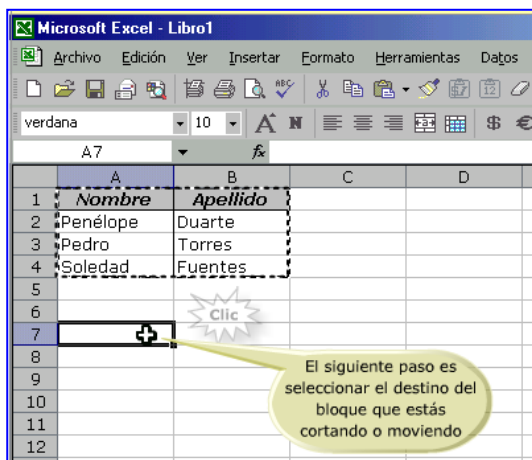 Microsoft Excel - Libro1
Archivo Edición Ver Insertar Formato Herramientas Datos
ABC
verdana 10 A N $ €
A7 fx
A B C D
1 Nombre Apellido
2 Penélope Duarte
3 Pedro Torres
4 Soledad Fuentes
5
6
Clic
7
8
9
10
11
12
El siguiente paso es
seleccionar el destino del
bloque que estás
cortando o moviendo